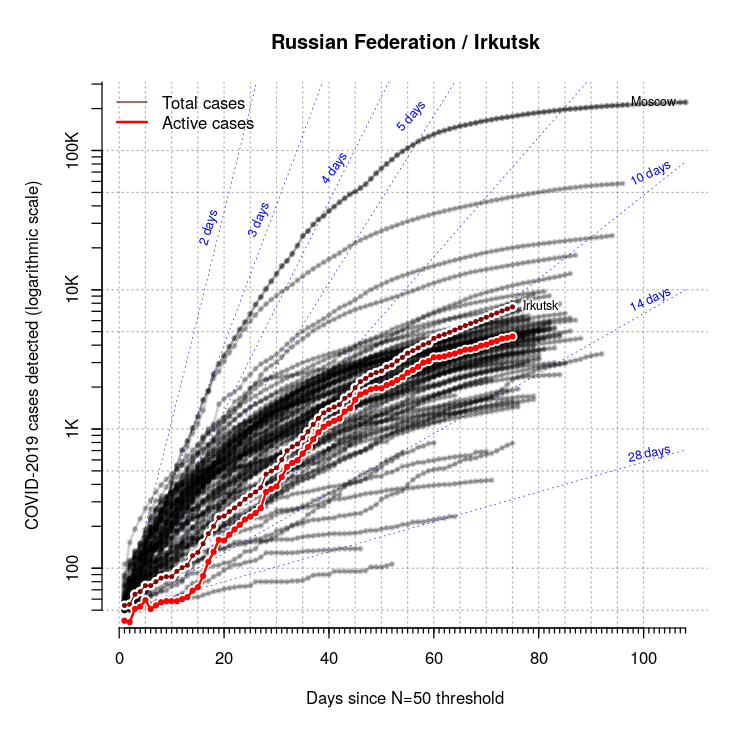 Russian Federation / Irkutsk
Total cases
Active cases
Moscow
Irkutsk
2 days
3 days
4 days
5 days
10 days
14 days
28 days
COVID-2019 cases detected (logarithmic scale)
100K
10K
1K
100
0 20 40 60 80 100
Days since N=50 threshold